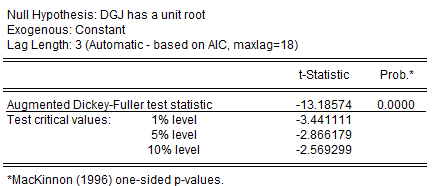 Null Hypothesis: DGJ has a unit root
Exogenous: Constant
Lag Length: 3 (Automatic - based on AIC, maxlag=18)
t-Statistic Prob.*
Augmented Dickey-Fuller test statistic -13.18574 0.0000
Test critical values: 1% level -3.441111
5% level -2.866179
10% level -2.569299
*MacKinnon (1996) one-sided p-values.